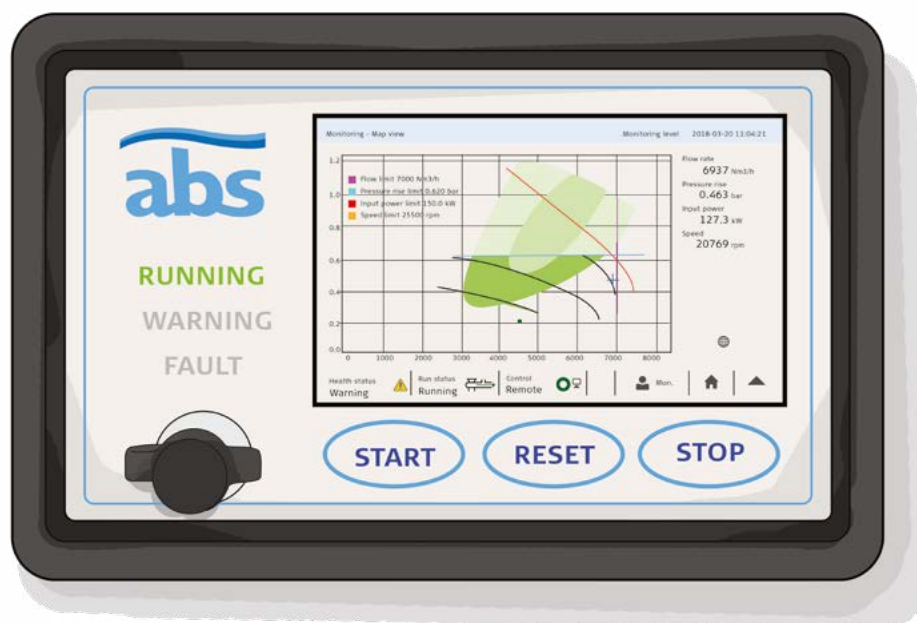 abs
RUNNING
WARNING
FAULT
Monitoring - Map view
Monitoring level 2018-03-20 11:04:21
Flow limit 7000 Nm3/h
Pressure rise limit 0.620 bar
Input power limit 150.0 kW
Speed limit 25500 rpm
1.2
1.0
0.8
0.6
0.4
0.2
0.0
0 1000 2000 3000 4000 5000 6000 7000 8000
Flow rate
6937 Nm3/h
Pressure rise
0.463 bar
Input power
127.3 kW
Speed
20769 rpm
Health status
Warning
Run status
Running
Control
Remote
Mon.
START
RESET
STOP